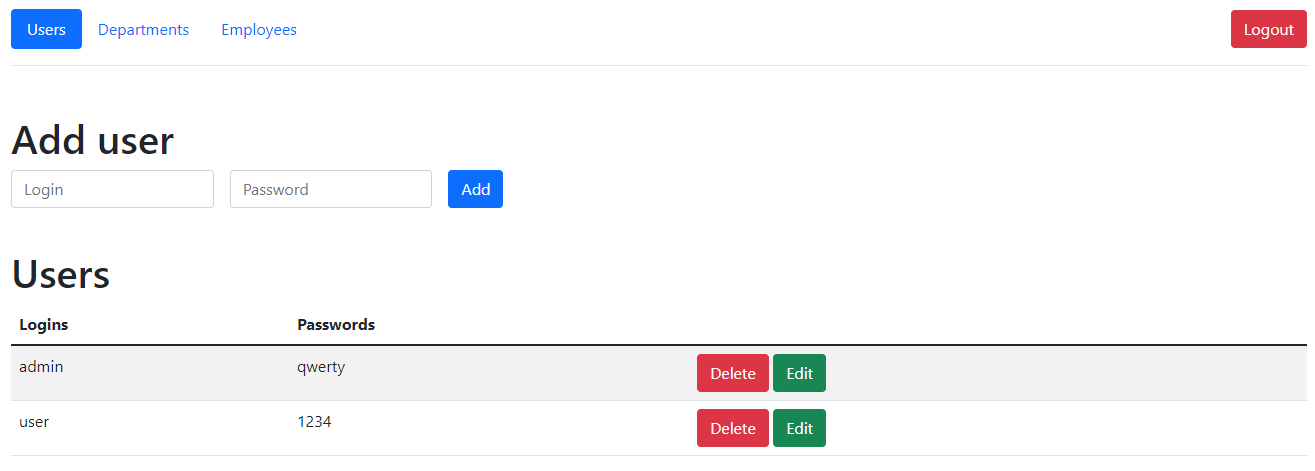 Users Departments Employees Logout
Add user
Login Password Add
Users
Logins Passwords
admin qwerty Delete Edit
user 1234 Delete Edit